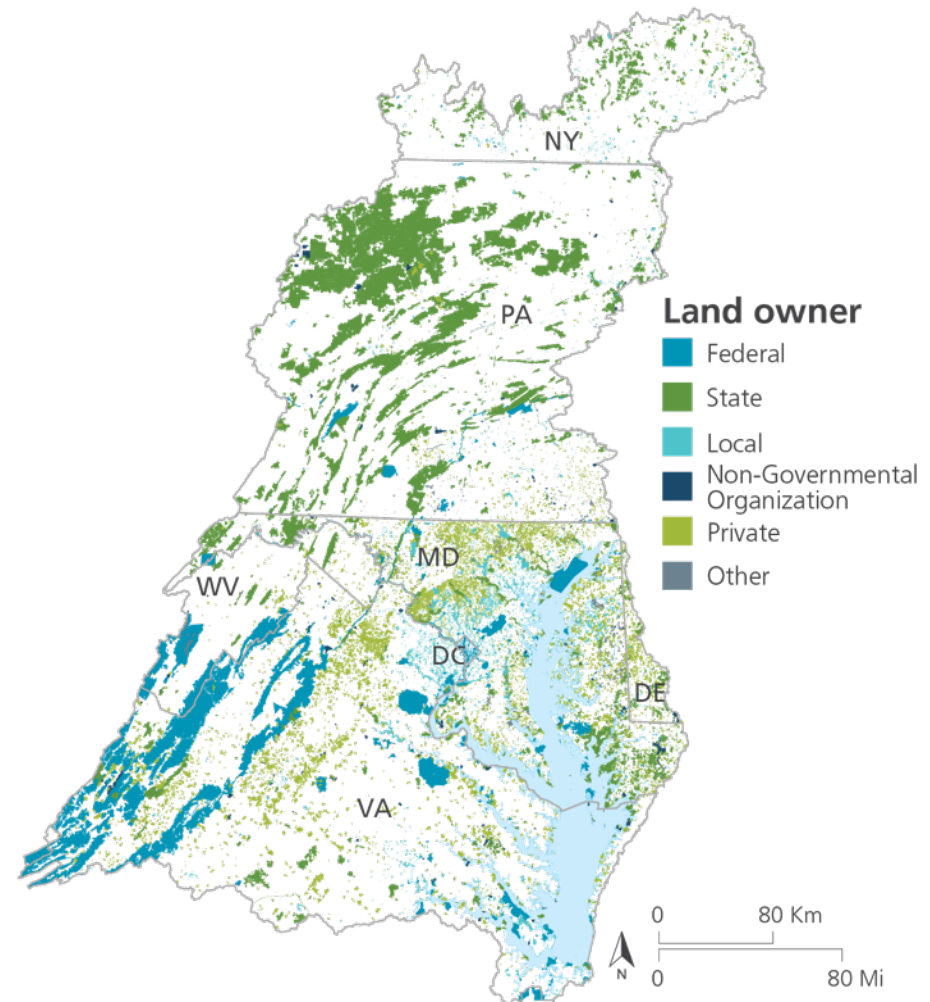 NY
PA
Land owner
Federal
State
Local
Non-Governmental
Organization
Private
Other
MD
WV
DC
DE
VA
0 80 Km
N
0 80 Mi